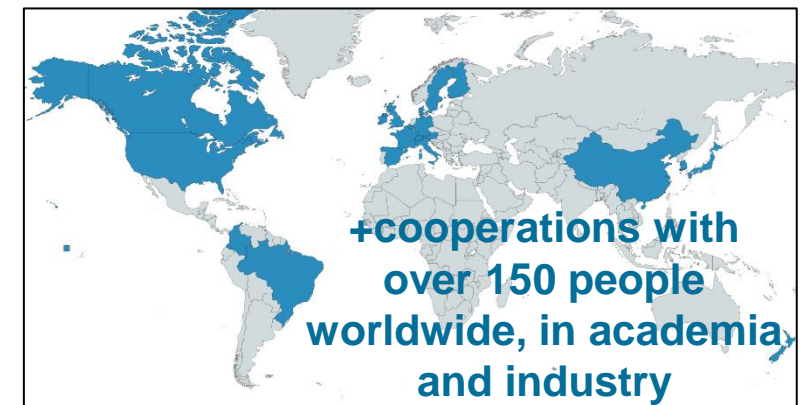 +cooperations with
over 150 people
worldwide, in academia
and industry